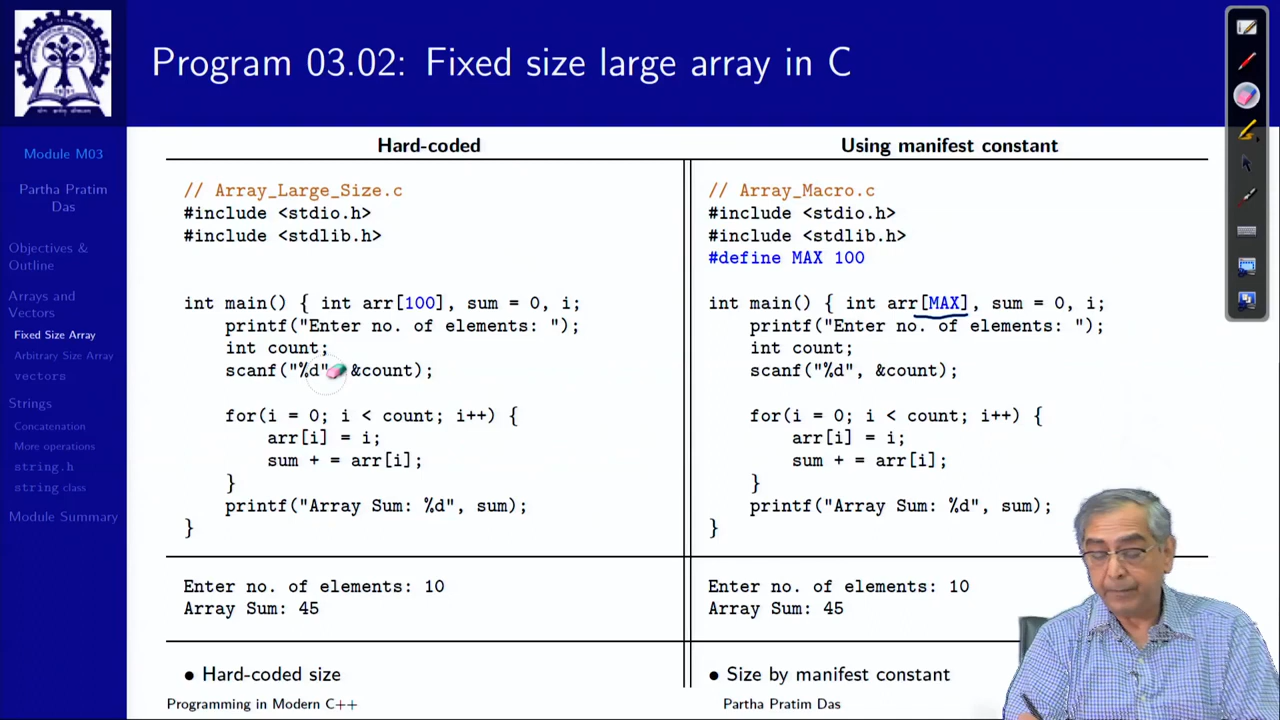 Program 03.02: Fixed size large array in C
Module M03
Partha Pratim
Das
Objectives &
Outline
Arrays and
Vectors
Fixed Size Array
Arbitrary Size Array
vectors
Strings
Concatenation
More operations
string.h
string class
Module Summary
Hard-coded
// Array_Large_Size.c
#include <stdio.h>
#include <stdlib.h>
int main() { int arr[100], sum = 0, i;
printf("Enter no. of elements: ");
int count;
scanf("%d" &count);
for(i = 0; i < count; i++) {
arr[i] = i;
sum + = arr[i];
}
printf("Array Sum: %d", sum);
}
Enter no. of elements: 10
Array Sum: 45
• Hard-coded size
Using manifest constant
// Array_Macro.c
#include <stdio.h>
#include <stdlib.h>
#define MAX 100
int main() { int arr[MAX], sum = 0, i;
printf("Enter no. of elements: ");
int count;
scanf("%d", &count);
for(i = 0; i < count; i++) {
arr[i] = i;
sum + = arr[i];
}
printf("Array Sum: %d", sum);
}
Enter no. of elements: 10
Array Sum: 45
• Size by manifest constant
Programming in Modern C++
Partha Pratim Das